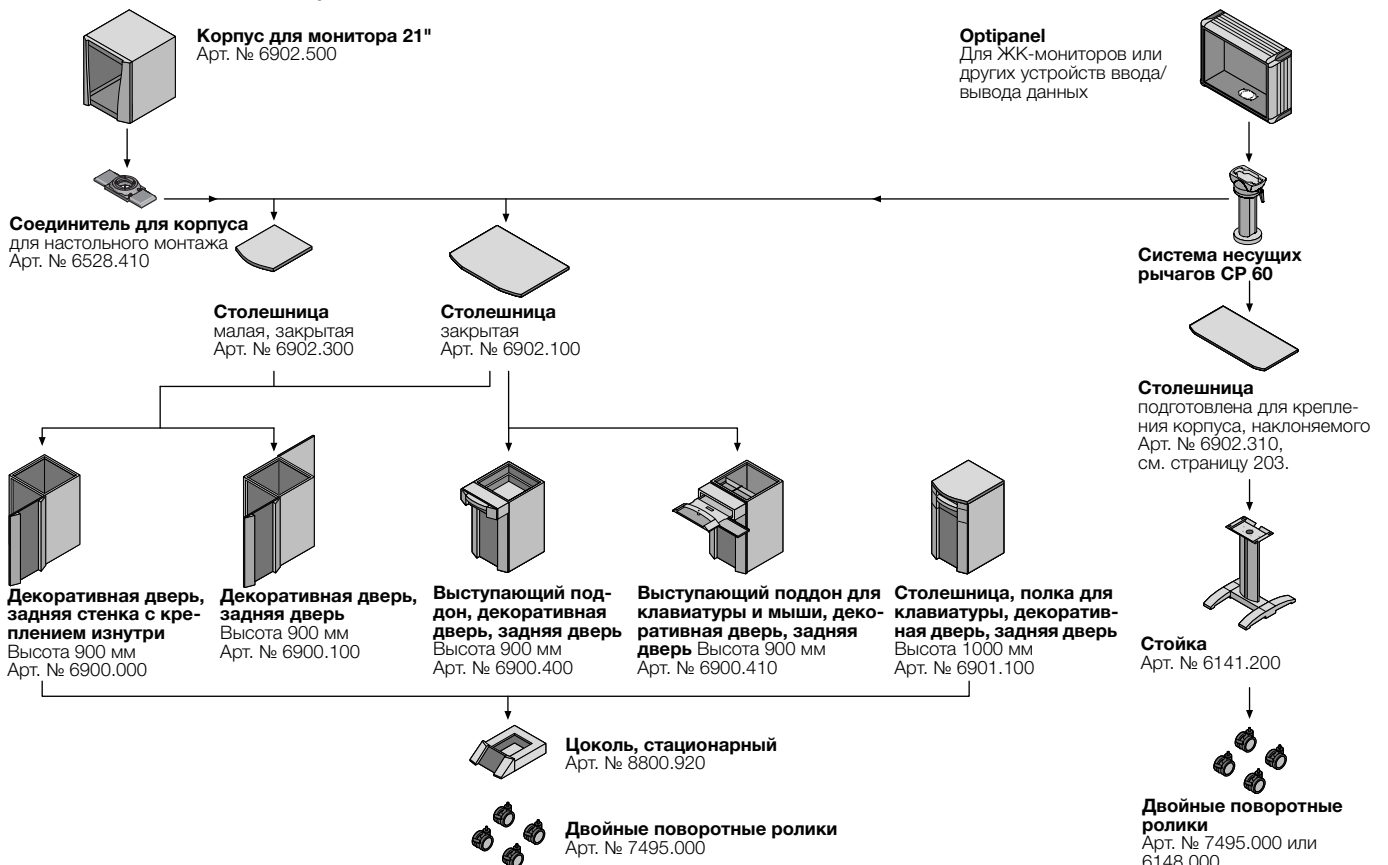 Корпус для монитора 21"
Арт. № 6902.500
Optipanel
Для ЖК-мониторов или
других устройств ввода/
вывода данных
Соединитель для корпуса
для настольного монтажа
Арт. № 6528.410
Столешница
малая, закрытая
Арт. № 6902.300
Столешница
закрытая
Арт. № 6902.100
Система несущих
рычагов CP 60
Столешница
подготовлена для крепле-
ния корпуса, наклоняемого
Арт. № 6902.310,
см. страницу 203.
Декоративная дверь,
задняя стенка с кре-
плением изнутри
Высота 900 мм
Арт. № 6900.000
Декоративная дверь,
задняя дверь
Высота 900 мм
Арт. № 6900.100
Выступающий под-
дон, декоративная
дверь, задняя дверь
Высота 900 мм
Арт. № 6900.400
Выступающий поддон для
клавиатуры и мыши, деко-
ративная дверь, задняя
дверь Высота 900 мм
Арт. № 6900.410
Столешница, полка для
клавиатуры, декоратив-
ная дверь, задняя дверь
Высота 1000 мм
Арт. № 6901.100
Стойка
Арт. № 6141.200
Цоколь, стационарный
Арт. № 8800.920
Двойные поворотные ролики
Арт. № 7495.000
Двойные поворотные
ролики
Арт. № 7495.000 или
6148.000